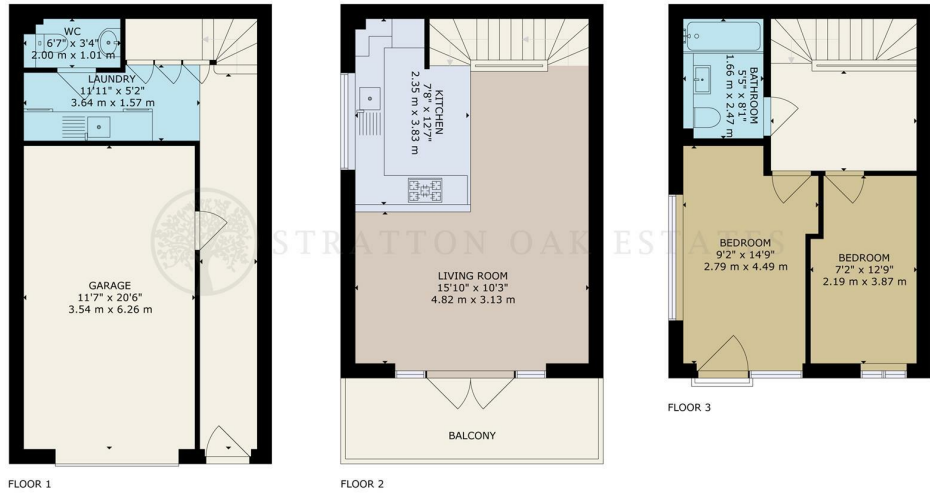 WC
6'7" x 3'4"
2.00 m x 1.01 m
LAUNDRY
11'11" x 5'2"
3.64 m x 1.57 m
GARAGE
11'7" x 20'6"
3.54 m x 6.26 m
FLOOR 1
KITCHEN
7'8" x 12'7"
2.35 m x 3.83 m
LIVING ROOM
15'10" x 10'3"
4.82 m x 3.13 m
BALCONY
FLOOR 2
BATHROOM
5'5" x 8'1"
1.66 m x 2.47 m
BEDROOM
9'2" x 14'9"
2.79 m x 4.49 m
BEDROOM
7'2" x 12'9"
2.19 m x 3.87 m
FLOOR 3
STRATTON OAK ESTATES